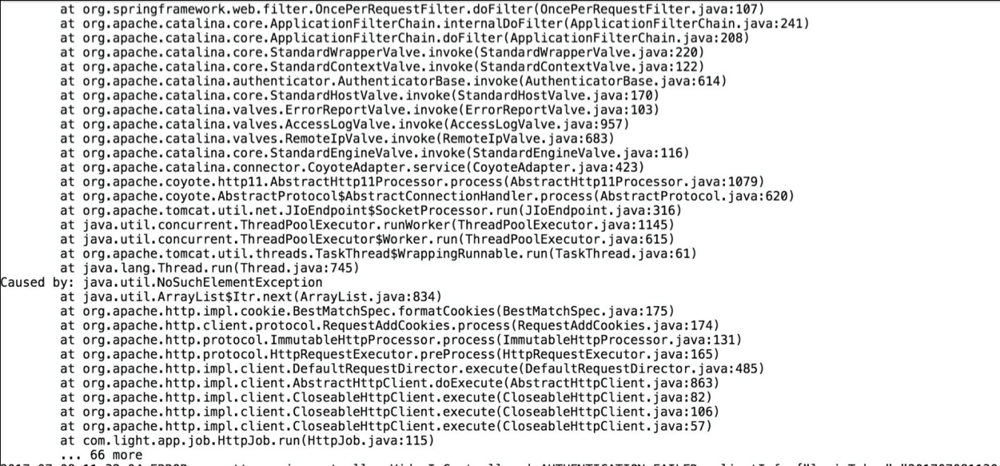 at org.springframework.web.filter.OncePerRequestFilter.doFilter(OncePerRequestFilter.java:107)
at org.apache.catalina.core.ApplicationFilterChain.internalDoFilter(ApplicationFilterChain.java:241)
at org.apache.catalina.core.ApplicationFilterChain.doFilter(ApplicationFilterChain.java:208)
at org.apache.catalina.core.StandardWrapperValve.invoke(StandardWrapperValve.java:220)
at org.apache.catalina.core.StandardContextValve.invoke(StandardContextValve.java:122)
at org.apache.catalina.authenticator.AuthenticatorBase.invoke(AuthenticatorBase.java:614)
at org.apache.catalina.core.StandardHostValve.invoke(StandardHostValve.java:170)
at org.apache.catalina.valves.ErrorReportValve.invoke(ErrorReportValve.java:103)
at org.apache.catalina.valves.AccessLogValve.invoke(AccessLogValve.java:957)
at org.apache.catalina.valves.RemoteIpValve.invoke(RemoteIpValve.java:683)
at org.apache.catalina.core.StandardEngineValve.invoke(StandardEngineValve.java:116)
at org.apache.catalina.connector.CoyoteAdapter.service(CoyoteAdapter.java:423)
at org.apache.coyote.http11.AbstractHttp11Processor.process(AbstractHttp11Processor.java:1079)
at org.apache.coyote.AbstractProtocol$AbstractConnectionHandler.process(AbstractProtocol.java:620)
at org.apache.tomcat.util.net.JIoEndpoint$SocketProcessor.run(JIoEndpoint.java:316)
at java.util.concurrent.ThreadPoolExecutor.runWorker(ThreadPoolExecutor.java:1145)
at java.util.concurrent.ThreadPoolExecutor$Worker.run(ThreadPoolExecutor.java:615)
at org.apache.tomcat.util.threads.TaskThread$WrappingRunnable.run(TaskThread.java:61)
at java.lang.Thread.run(Thread.java:745)
Caused by: java.util.NoSuchElementException
at java.util.ArrayList$Itr.next(ArrayList.java:834)
at org.apache.http.impl.cookie.BestMatchSpec.formatCookies(BestMatchSpec.java:175)
at org.apache.http.client.protocol.RequestAddCookies.process(RequestAddCookies.java:174)
at org.apache.http.protocol.ImmutableHttpProcessor.process(ImmutableHttpProcessor.java:131)
at org.apache.http.protocol.HttpRequestExecutor.preProcess(HttpRequestExecutor.java:165)
at org.apache.http.impl.client.DefaultRequestDirector.execute(DefaultRequestDirector.java:485)
at org.apache.http.impl.client.AbstractHttpClient.doExecute(AbstractHttpClient.java:863)
at org.apache.http.impl.client.CloseableHttpClient.execute(CloseableHttpClient.java:82)
at org.apache.http.impl.client.CloseableHttpClient.execute(CloseableHttpClient.java:106)
at org.apache.http.impl.client.CloseableHttpClient.execute(CloseableHttpClient.java:57)
at com.light.app.job.HttpJob.run(HttpJob.java:115)
... 66 more